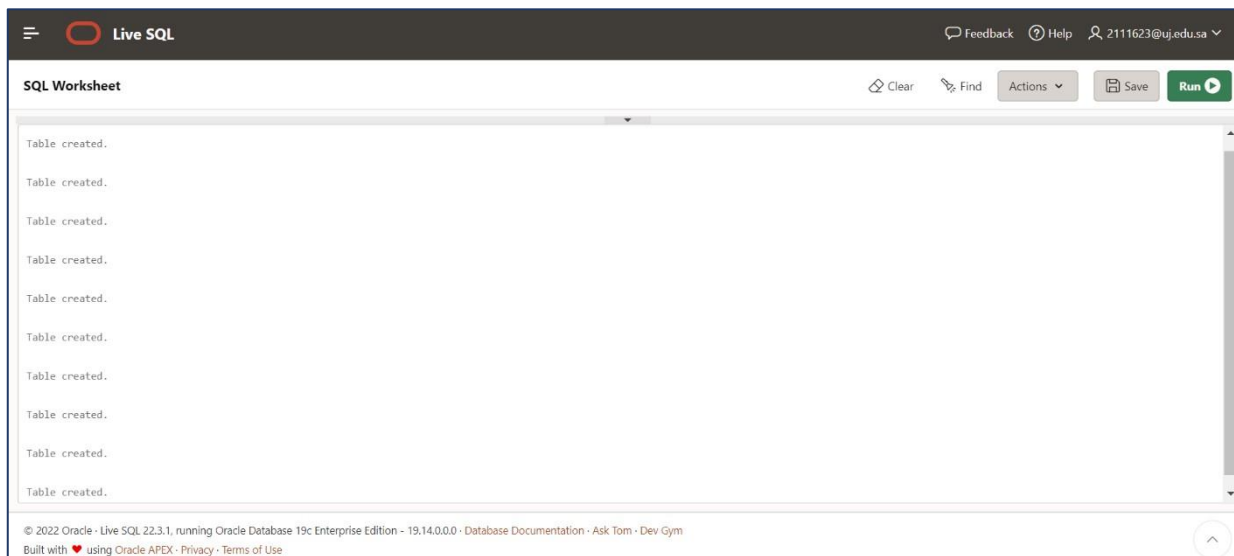 Live SQL Feedback Help 2111623@uj.edu.sa
SQL Worksheet Clear Find Actions Save Run
Table created.
Table created.
Table created.
Table created.
Table created.
Table created.
Table created.
Table created.
Table created.
Table created.
© 2022 Oracle · Live SQL 22.3.1, running Oracle Database 19c Enterprise Edition - 19.14.0.0.0 · Database Documentation · Ask Tom · Dev Gym
Built with ♥ using Oracle APEX · Privacy · Terms of Use